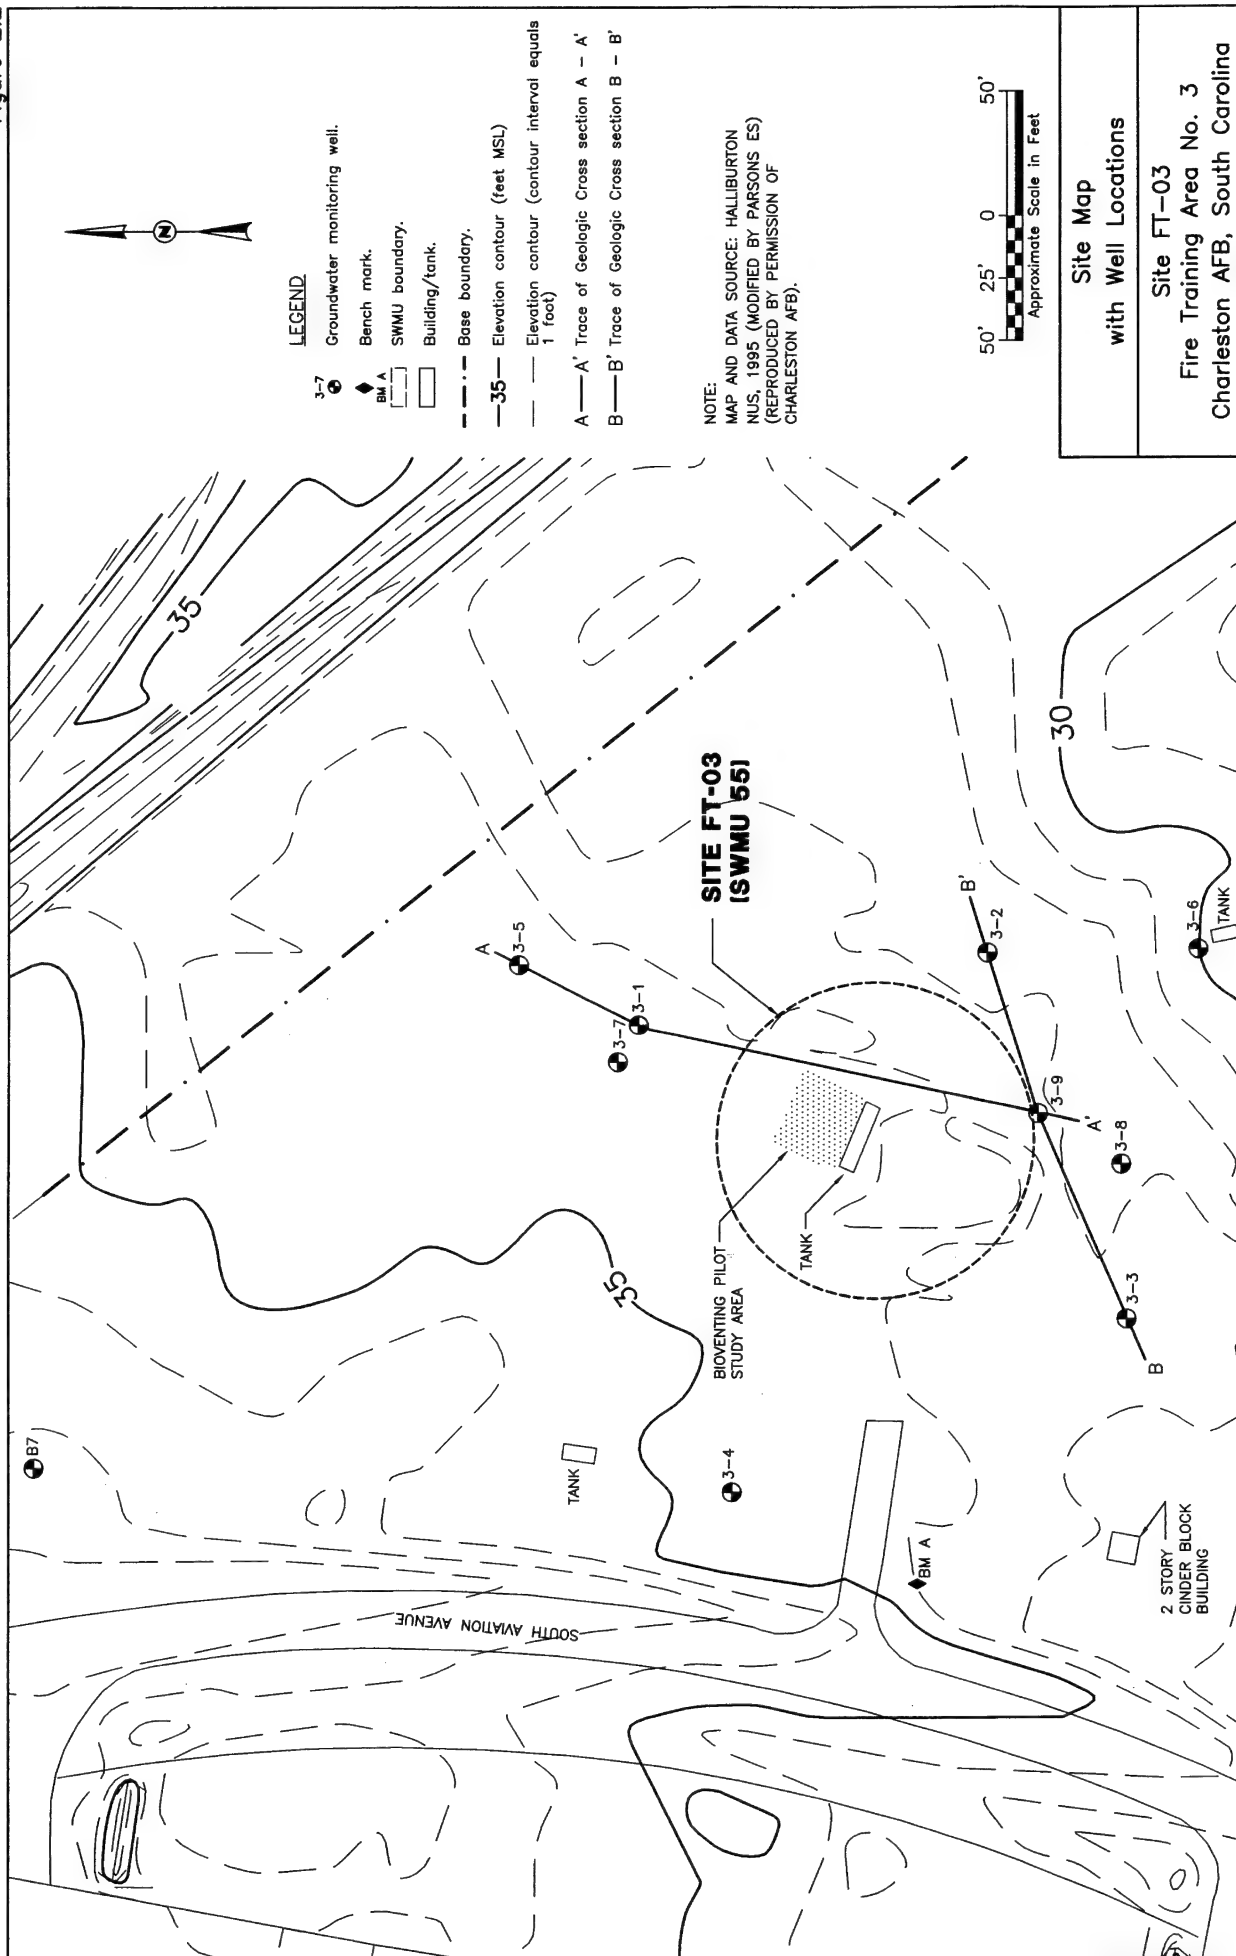 LEGEND
3-7
Groundwater monitoring well.
BM A
Bench mark.
SWMU boundary.
Building/tank.
Base boundary.
—35— Elevation contour (feet MSL)
Elevation contour (contour interval equals
1 foot)
A——A' Trace of Geologic Cross section A - A'
B——B' Trace of Geologic Cross section B - B'
NOTE:
MAP AND DATA SOURCE: HALLIBURTON
NUS, 1995 (MODIFIED BY PARSONS ES)
(REPRODUCED BY PERMISSION OF
CHARLESTON AFB).
N
50' 25' 0 50'
Approximate Scale in Feet
Site Map
with Well Locations
Site FT-03
Fire Training Area No. 3
Charleston AFB, South Carolina
35
30
35
SITE FT-03
(SWMU 55)
A
3-5
3-1
3-7
B'
3-2
3-9
A'
3-8
3-3
B
3-6
TANK
BIOVENTING PILOT
STUDY AREA
TANK
3-4
TANK
B7
BM A
2 STORY
CINDER BLOCK
BUILDING
SOUTH AVIATION AVENUE